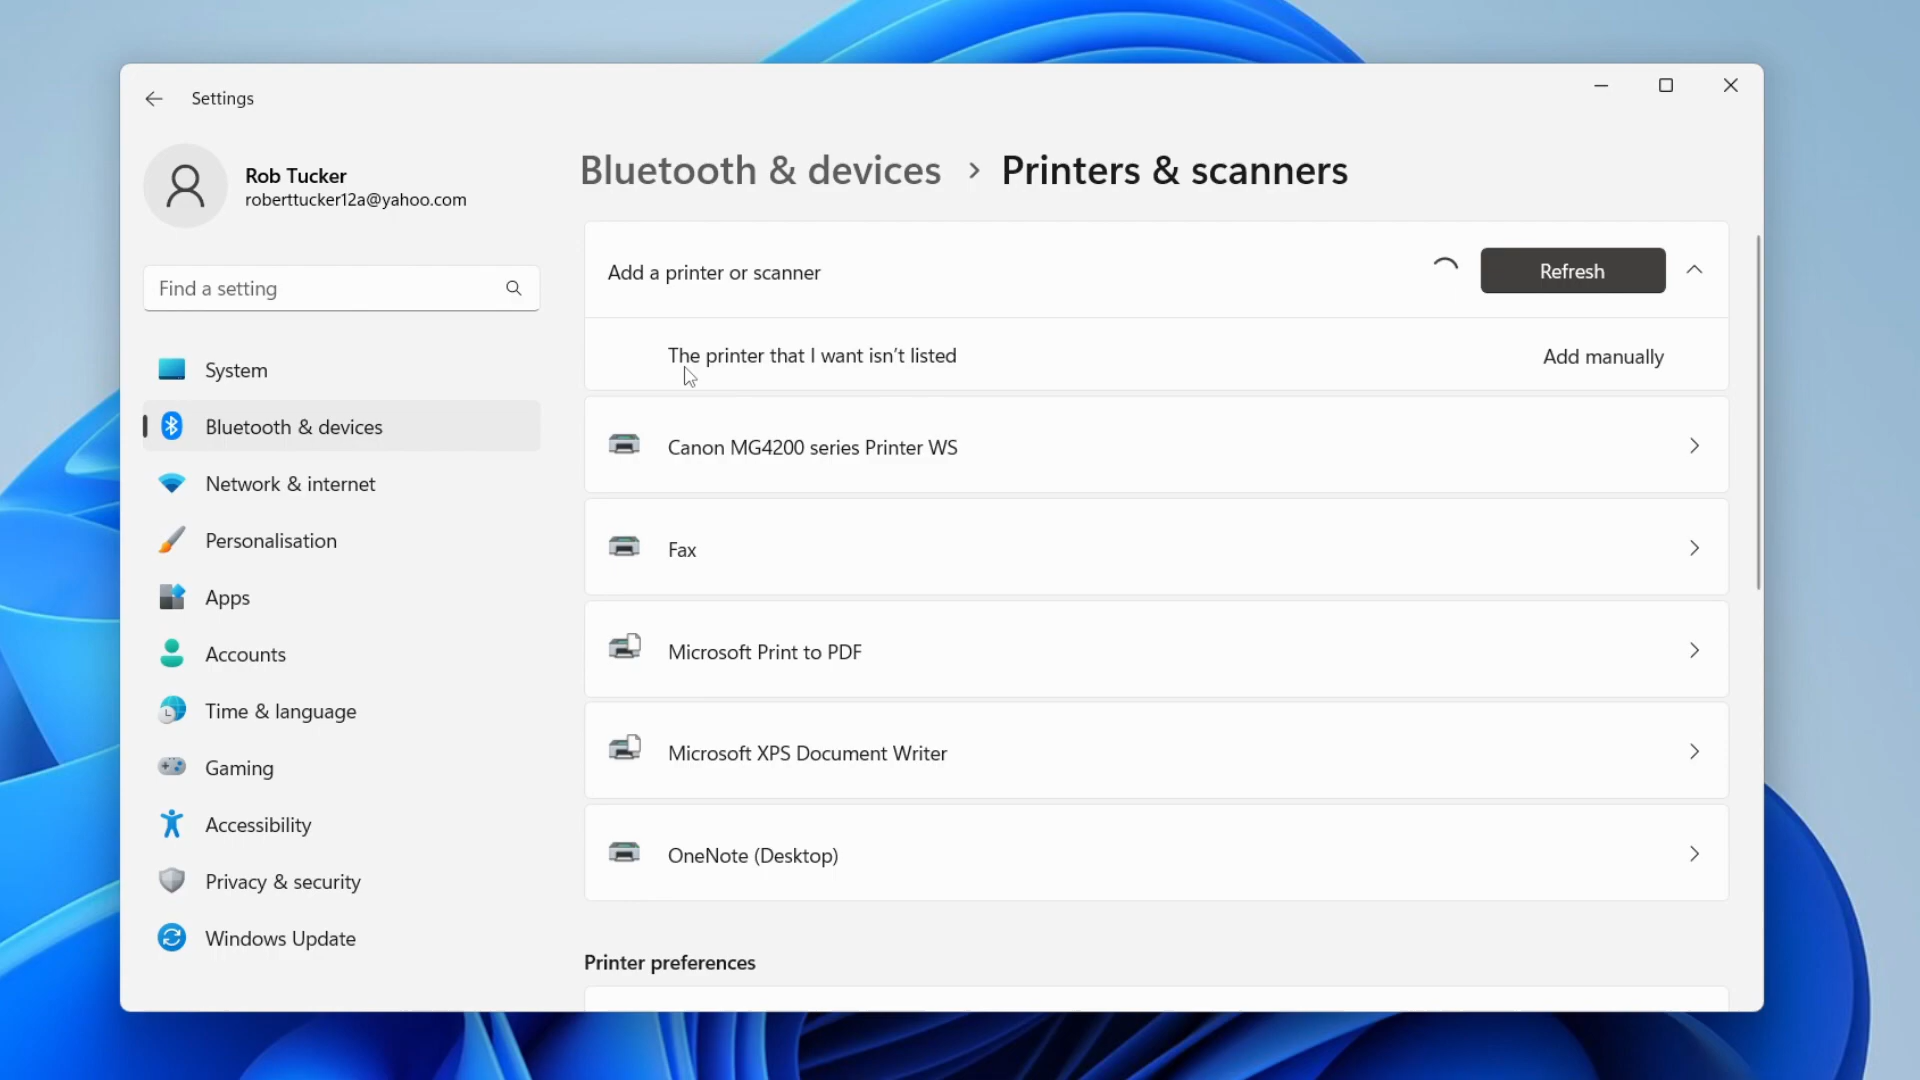 Settings
Rob Tucker
roberttucker12a@yahoo.com
Find a setting
System
Bluetooth & devices
Network & internet
Personalisation
Apps
Accounts
Time & language
Gaming
Accessibility
Privacy & security
Windows Update
Bluetooth & devices > Printers & scanners
Add a printer or scanner
Refresh
The printer that I want isn't listed
Add manually
Canon MG4200 series Printer WS
Fax
Microsoft Print to PDF
Microsoft XPS Document Writer
OneNote (Desktop)
Printer preferences